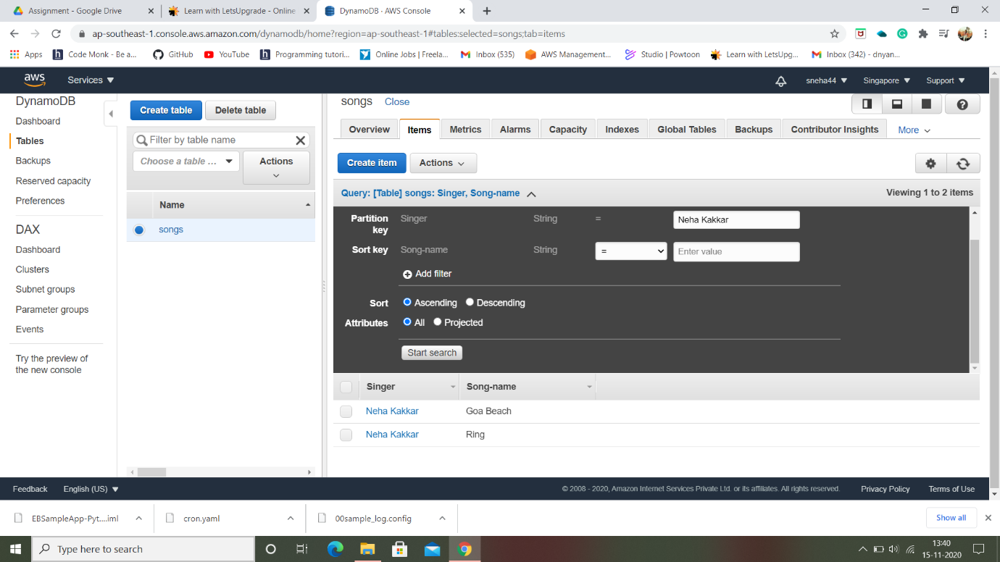 Assignment - Google Drive
Learn with LetsUpgrade - Online
DynamoDB · AWS Console
ap-southeast-1.console.aws.amazon.com/dynamodb/home?region=ap-southeast-1#tables:selected=songs;tab=items
Apps
Code Monk - Be a...
GitHub
YouTube
Programming tutori...
Online Jobs | Freela...
Inbox (535)
AWS Management...
Studio | Powtoon
Learn with LetsUpg...
Inbox (342) - dnyan...
aws
Services
sneha44
Singapore
Support
DynamoDB
Dashboard
Tables
Backups
Reserved capacity
Preferences
DAX
Dashboard
Clusters
Subnet groups
Parameter groups
Events
Try the preview of
the new console
Create table
Delete table
Filter by table name
Choose a table ...
Actions
Name
songs
songs
Close
Overview
Items
Metrics
Alarms
Capacity
Indexes
Global Tables
Backups
Contributor Insights
More
Create item
Actions
Query: [Table] songs: Singer, Song-name
Viewing 1 to 2 items
Partition
key
Singer
String
=
Neha Kakkar
Sort key
Song-name
String
=
Enter value
Add filter
Sort
Ascending
Descending
Attributes
All
Projected
Start search
Singer
Song-name
Neha Kakkar
Goa Beach
Neha Kakkar
Ring
Feedback
English (US)
© 2008 - 2020, Amazon Internet Services Private Ltd. or its affiliates. All rights reserved.
Privacy Policy
Terms of Use
EBSampleApp-Pyt....iml
cron.yaml
00sample_log.config
Show all
Type here to search
13:40
15-11-2020